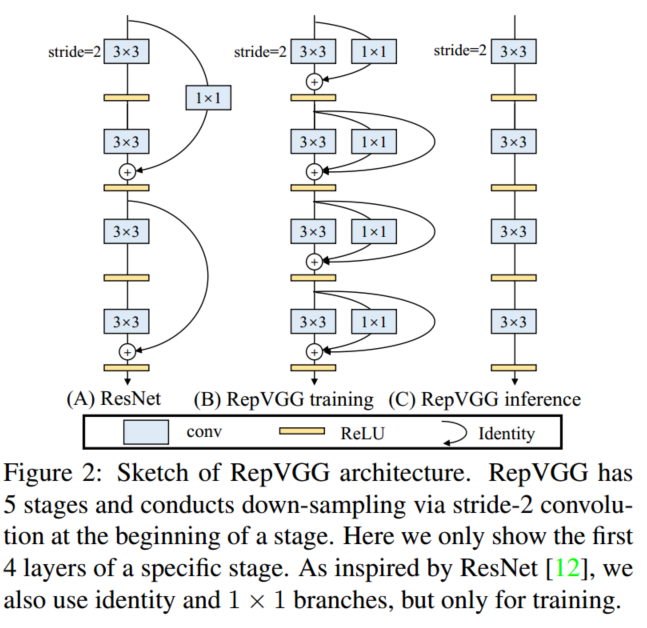 stride=2 3×3 stride=2 3×3 1×1 stride=2 3×3
+
1×1
3×3 3×3 1×1 3×3
+ +
3×3 3×3 1×1 3×3
+
3×3 3×3 1×1 3×3
+ +
(A) ResNet (B) RepVGG training (C) RepVGG inference
conv ReLU Identity
Figure 2: Sketch of RepVGG architecture. RepVGG has
5 stages and conducts down-sampling via stride-2 convolu-
tion at the beginning of a stage. Here we only show the first
4 layers of a specific stage. As inspired by ResNet [12], we
also use identity and 1 × 1 branches, but only for training.